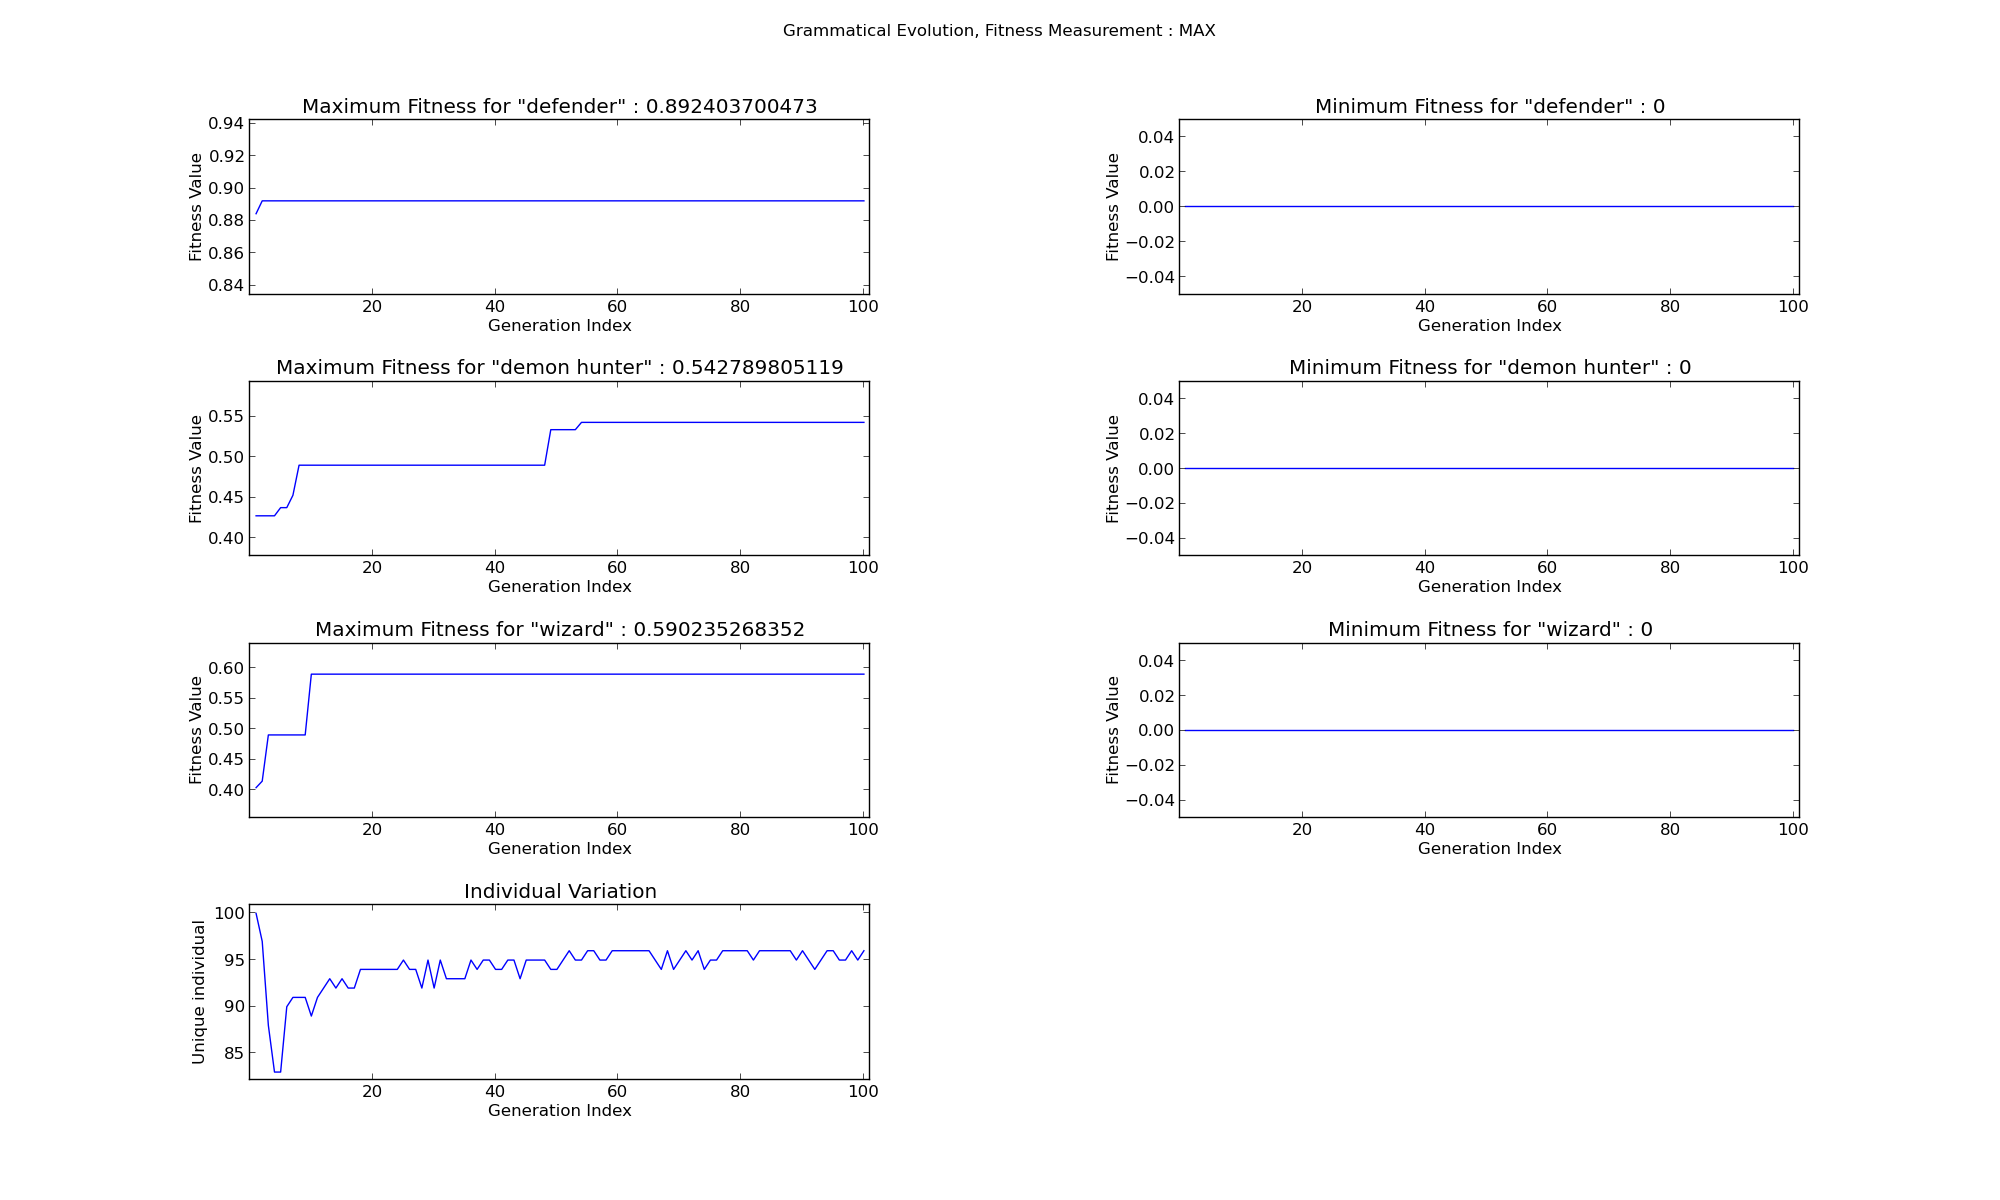 Grammatical Evolution, Fitness Measurement : MAX
Maximum Fitness for "defender" : 0.892403700473
Fitness Value
0.94
0.92
0.90
0.88
0.86
0.84
20 40 60 80 100
Generation Index
Minimum Fitness for "defender" : 0
Fitness Value
0.04
0.02
0.00
−0.02
−0.04
20 40 60 80 100
Generation Index
Maximum Fitness for "demon hunter" : 0.542789805119
Fitness Value
0.55
0.50
0.45
0.40
20 40 60 80 100
Generation Index
Minimum Fitness for "demon hunter" : 0
Fitness Value
0.04
0.02
0.00
−0.02
−0.04
20 40 60 80 100
Generation Index
Maximum Fitness for "wizard" : 0.590235268352
Fitness Value
0.60
0.55
0.50
0.45
0.40
20 40 60 80 100
Generation Index
Minimum Fitness for "wizard" : 0
Fitness Value
0.04
0.02
0.00
−0.02
−0.04
20 40 60 80 100
Generation Index
Individual Variation
Unique individual
100
95
90
85
20 40 60 80 100
Generation Index